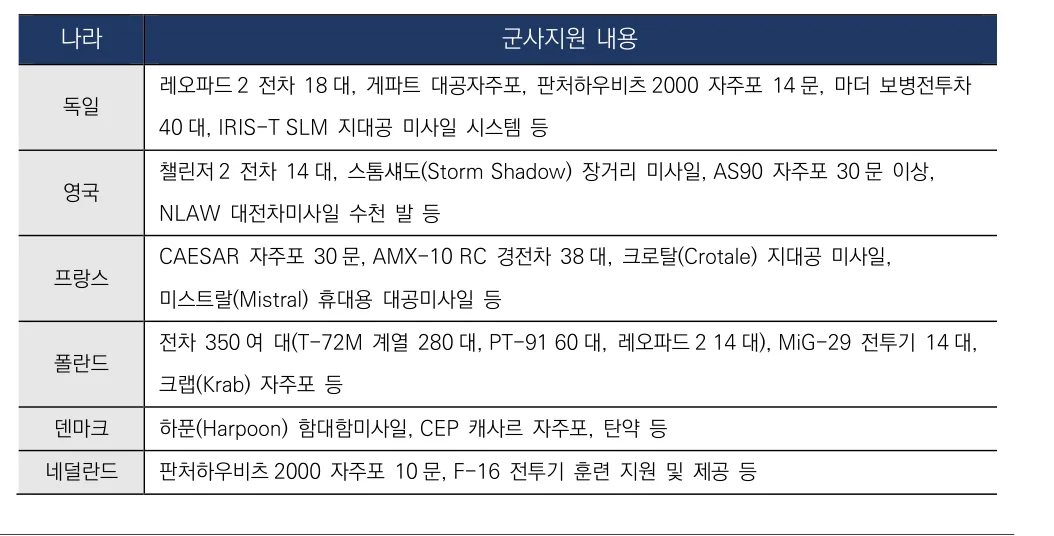 나라 군사지원 내용
독일
레오파드 2 전차 18 대, 게파트 대공자주포, 판처하우비츠 2000 자주포 14 문, 마더 보병전투차
40 대, IRIS-T SLM 지대공 미사일 시스템 등
영국
챌린저 2 전차 14 대, 스톰섀도(Storm Shadow) 장거리 미사일, AS90 자주포 30 문 이상,
NLAW 대전차미사일 수천 발 등
프랑스
CAESAR 자주포 30 문, AMX-10 RC 경전차 38 대, 크로탈(Crotale) 지대공 미사일,
미스트랄(Mistral) 휴대용 대공미사일 등
폴란드
전차 350 여 대(T-72M 계열 280 대, PT-91 60 대, 레오파드 2 14 대), MiG-29 전투기 14 대,
크랩(Krab) 자주포 등
덴마크 하푼(Harpoon) 함대함미사일, CEP 캐사르 자주포, 탄약 등
네덜란드 판처하우비츠 2000 자주포 10 문, F-16 전투기 훈련 지원 및 제공 등